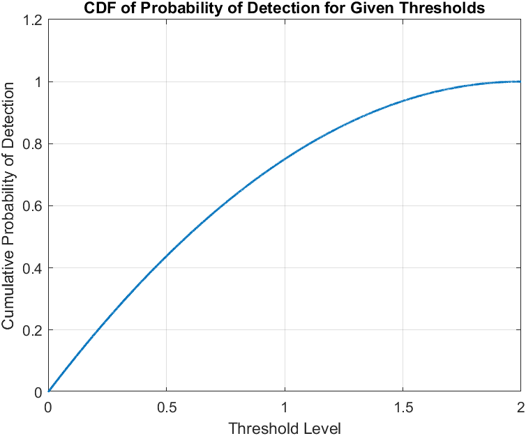 CDF of Probability of Detection for Given Thresholds
1.2
1
0.8
0.6
0.4
0.2
0
Cumulative Probability of Detection
0 0.5 1 1.5 2
Threshold Level